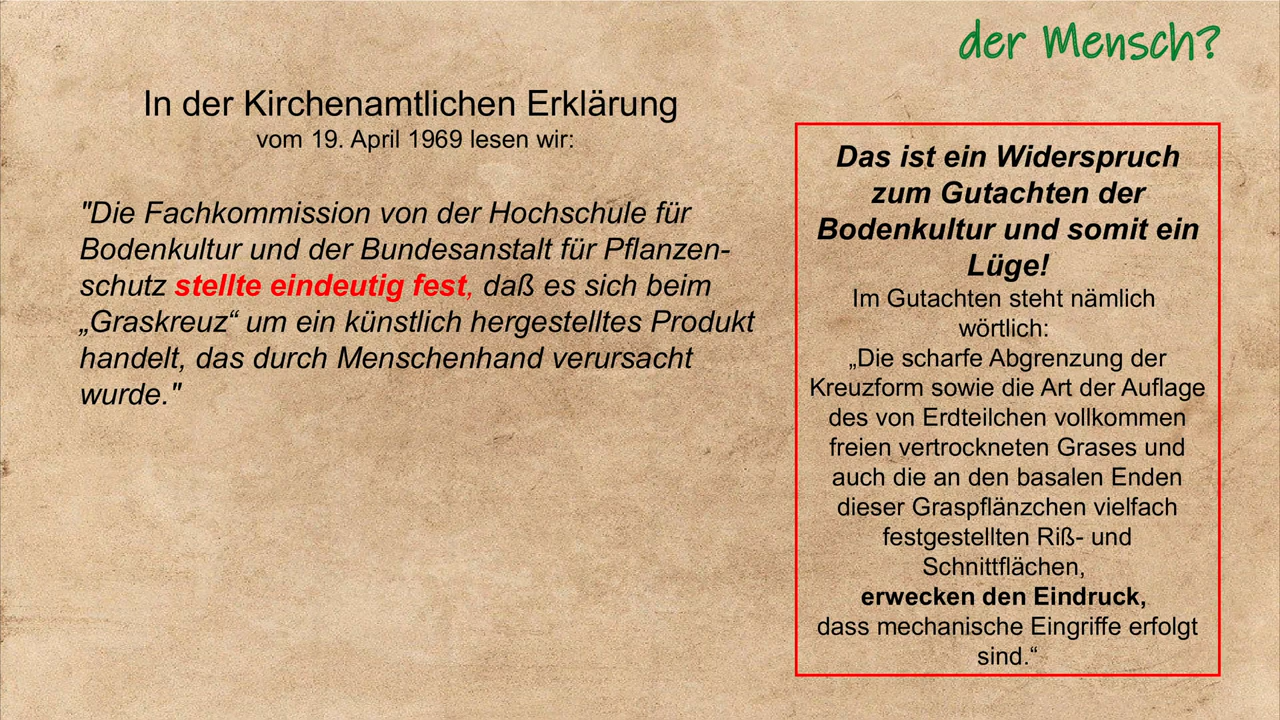 der Mensch?
In der Kirchenamtlichen Erklärung
vom 19. April 1969 lesen wir:
"Die Fachkommission von der Hochschule für
Bodenkultur und der Bundesanstalt für Pflanzen-
schutz stellte eindeutig fest, daß es sich beim
„Graskreuz“ um ein künstlich hergestelltes Produkt
handelt, das durch Menschenhand verursacht
wurde."
Das ist ein Widerspruch
zum Gutachten der
Bodenkultur und somit ein
Lüge!
Im Gutachten steht nämlich
wörtlich:
„Die scharfe Abgrenzung der
Kreuzform sowie die Art der Auflage
des von Erdteilchen vollkommen
freien vertrockneten Grases und
auch die an den basalen Enden
dieser Graspflänzchen vielfach
festgestellten Riß- und
Schnittflächen,
erwecken den Eindruck,
dass mechanische Eingriffe erfolgt
sind.“